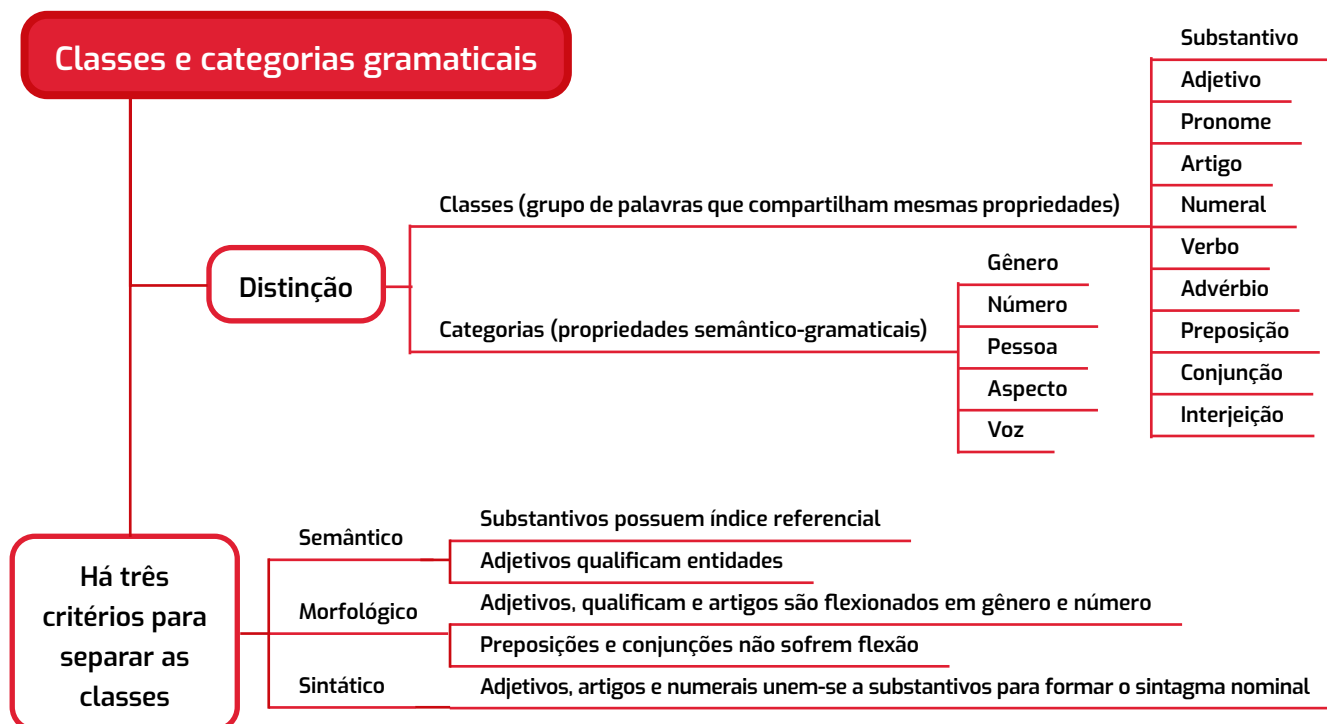 Classes e categorias gramaticais
Distinção
Classes (grupo de palavras que compartilham mesmas propriedades)
Substantivo
Adjetivo
Pronome
Artigo
Numeral
Verbo
Advérbio
Preposição
Conjunção
Interjeição
Categorias (propriedades semântico-gramaticais)
Gênero
Número
Pessoa
Aspecto
Voz
Há três
critérios para
separar as
classes
Semântico
Substantivos possuem índice referencial
Adjetivos qualificam entidades
Morfológico
Adjetivos, qualificam e artigos são flexionados em gênero e número
Preposições e conjunções não sofrem flexão
Sintático
Adjetivos, artigos e numerais unem-se a substantivos para formar o sintagma nominal